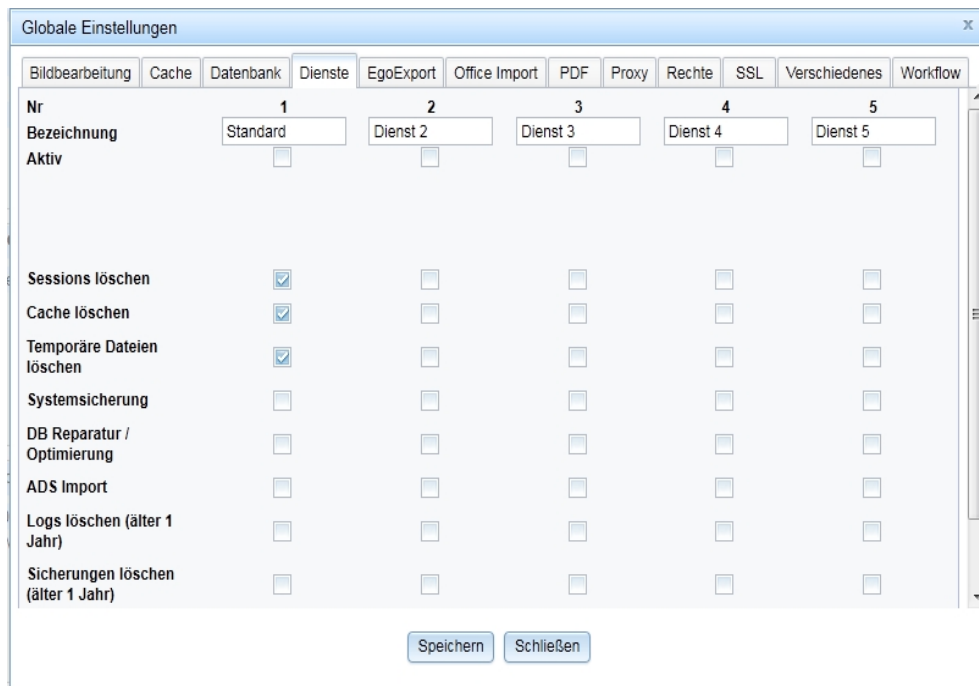 Globale Einstellungen x
Bildbearbeitung Cache Datenbank Dienste EgoExport Office Import PDF Proxy Rechte SSL Verschiedenes Workflow
Nr 1 2 3 4 5
Bezeichnung Standard Dienst 2 Dienst 3 Dienst 4 Dienst 5
Aktiv
Sessions löschen
Cache löschen
Temporäre Dateien
löschen
Systemsicherung
DB Reparatur /
Optimierung
ADS Import
Logs löschen (älter 1
Jahr)
Sicherungen löschen
(älter 1 Jahr)
Speichern Schließen